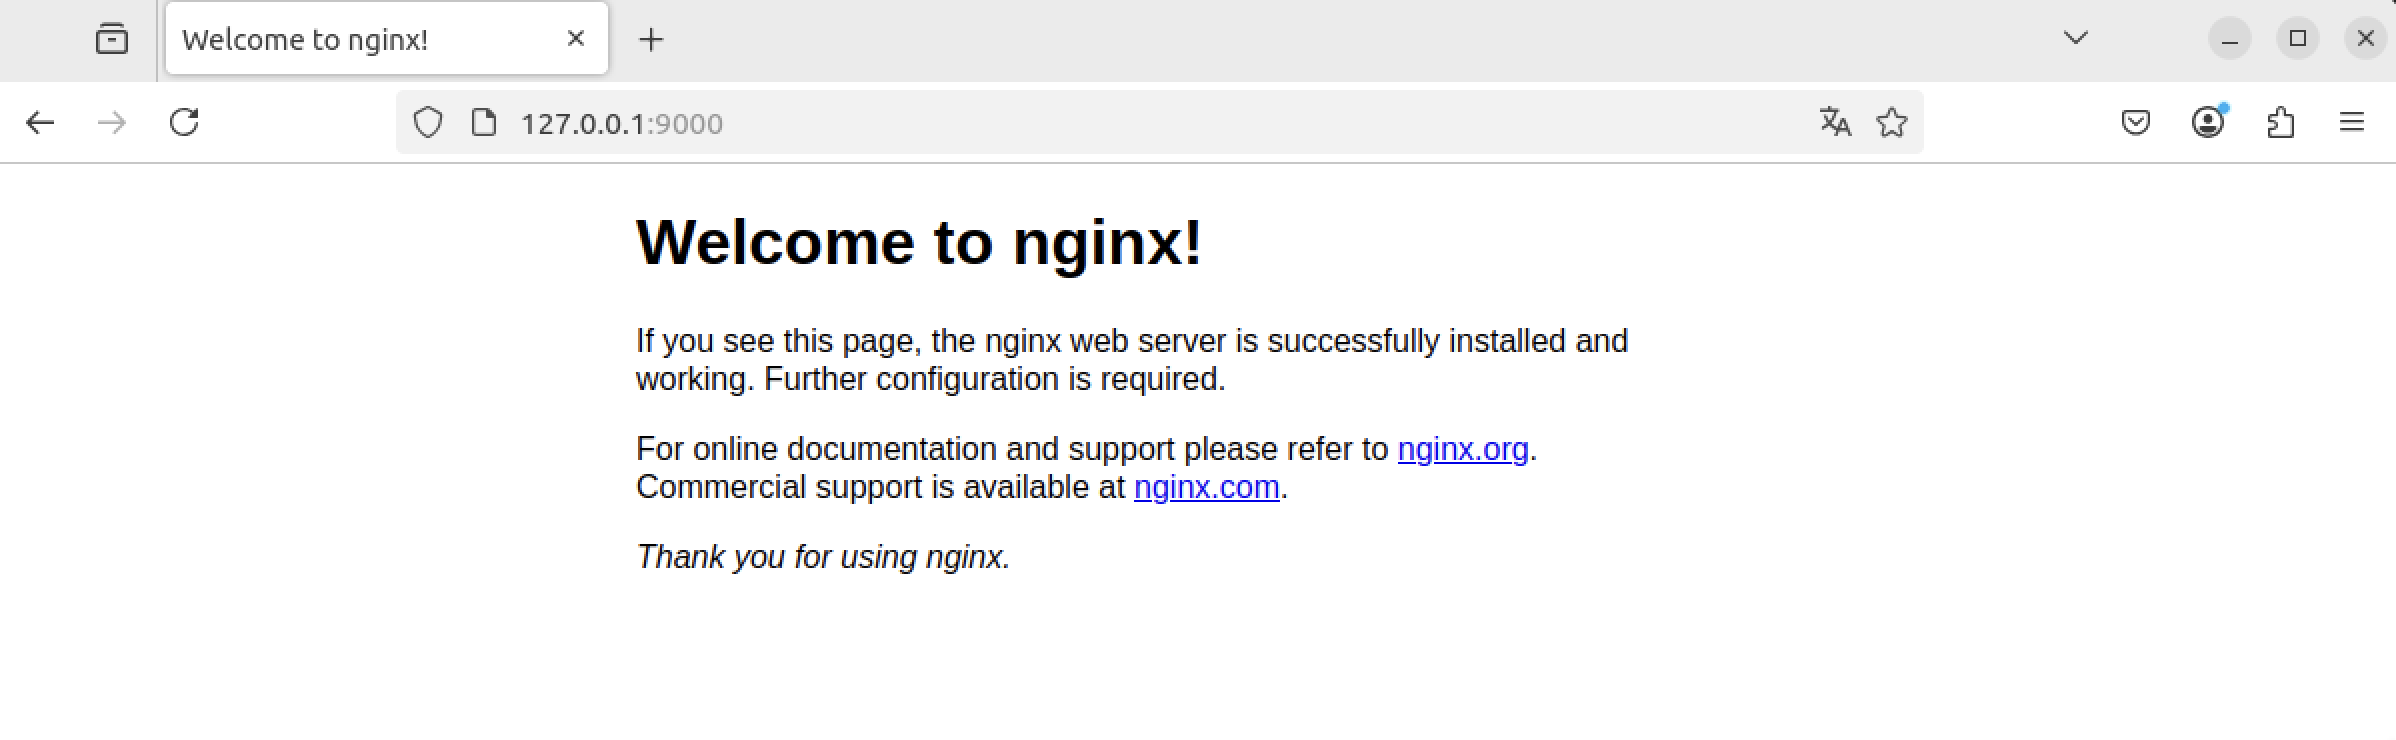 Welcome to nginx!
127.0.0.1:9000
Welcome to nginx!
If you see this page, the nginx web server is successfully installed and
working. Further configuration is required.
For online documentation and support please refer to nginx.org.
Commercial support is available at nginx.com.
Thank you for using nginx.